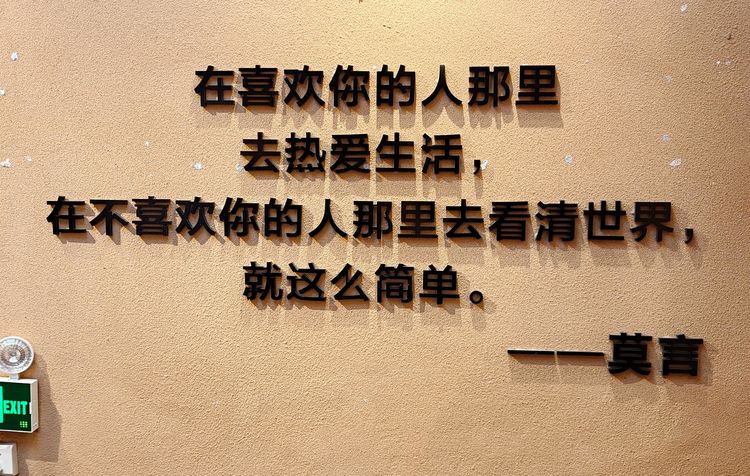 在喜欢你的人那里
去热爱生活，
在不喜欢你的人那里去看清世界，
就这么简单。
——莫言
EXIT